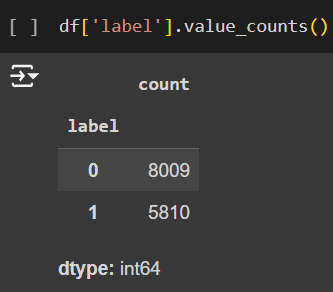 [ ] df['label'].value_counts()
count
label
0 8009
1 5810
dtype: int64